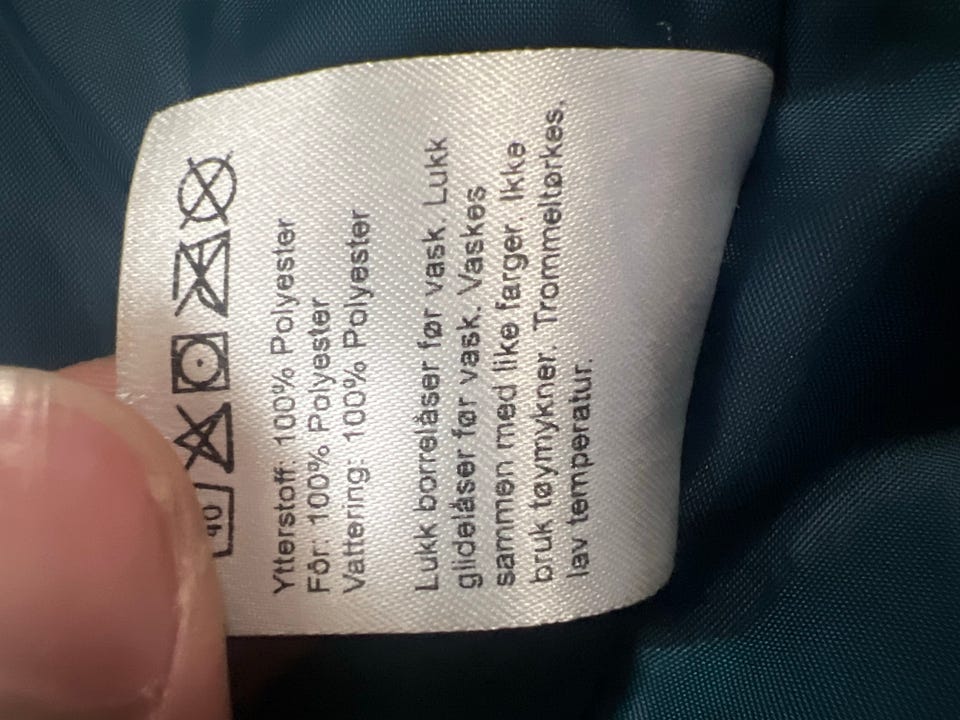 40
Ytterstoff: 100% Polyester
Fôr: 100% Polyester
Vattering: 100% Polyester
Lukk borrelåser før vask. Lukk
glidelåser før vask. Vaskes
sammen med like farger. Ikke
bruk tøymykner. Trommeltørkes,
lav temperatur.